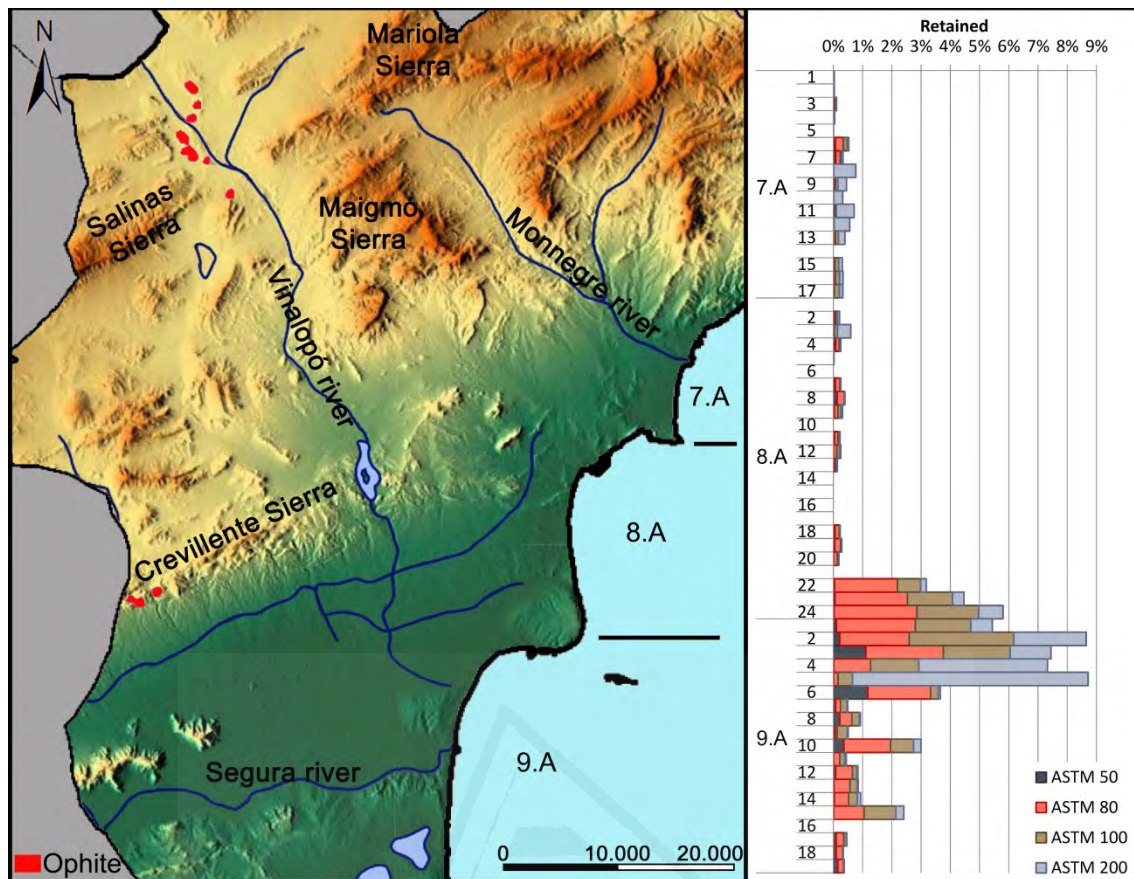 N
Mariola
Sierra
Salinas
Sierra
Maigmó
Sierra
Monnegre river
Vinalopó river
Crevillente Sierra
Segura river
7.A
8.A
9.A
Ophite
0 10.000 20.000
Retained
0% 1% 2% 3% 4% 5% 6% 7% 8% 9%
7.A
1
3
5
7
9
11
13
15
17
8.A
2
4
6
8
10
12
14
16
18
20
22
24
9.A
2
4
6
8
10
12
14
16
18
ASTM 50
ASTM 80
ASTM 100
ASTM 200